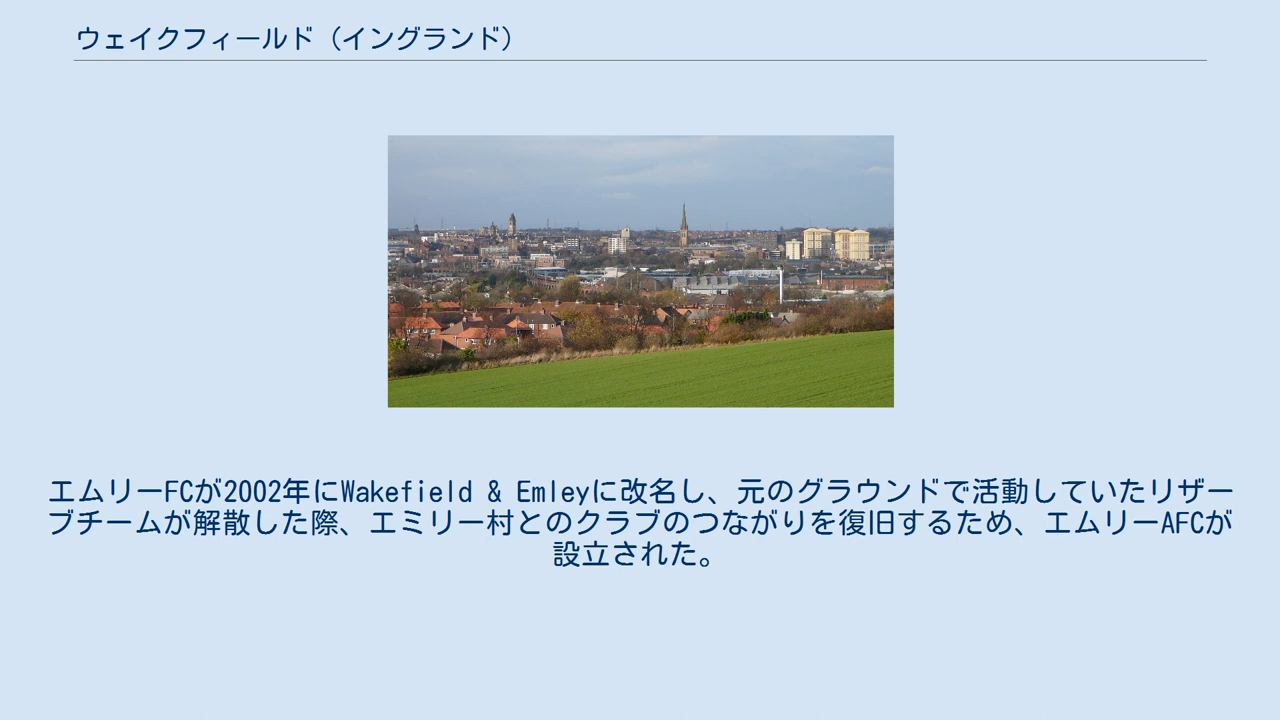 ウェイクフィールド（イングランド）
エムリーFCが2002年にWakefield & Emleyに改名し、元のグラウンドで活動していたリザー
ブチームが解散した際、エミリー村とのクラブのつながりを復旧するため、エムリーAFCが
設立された。